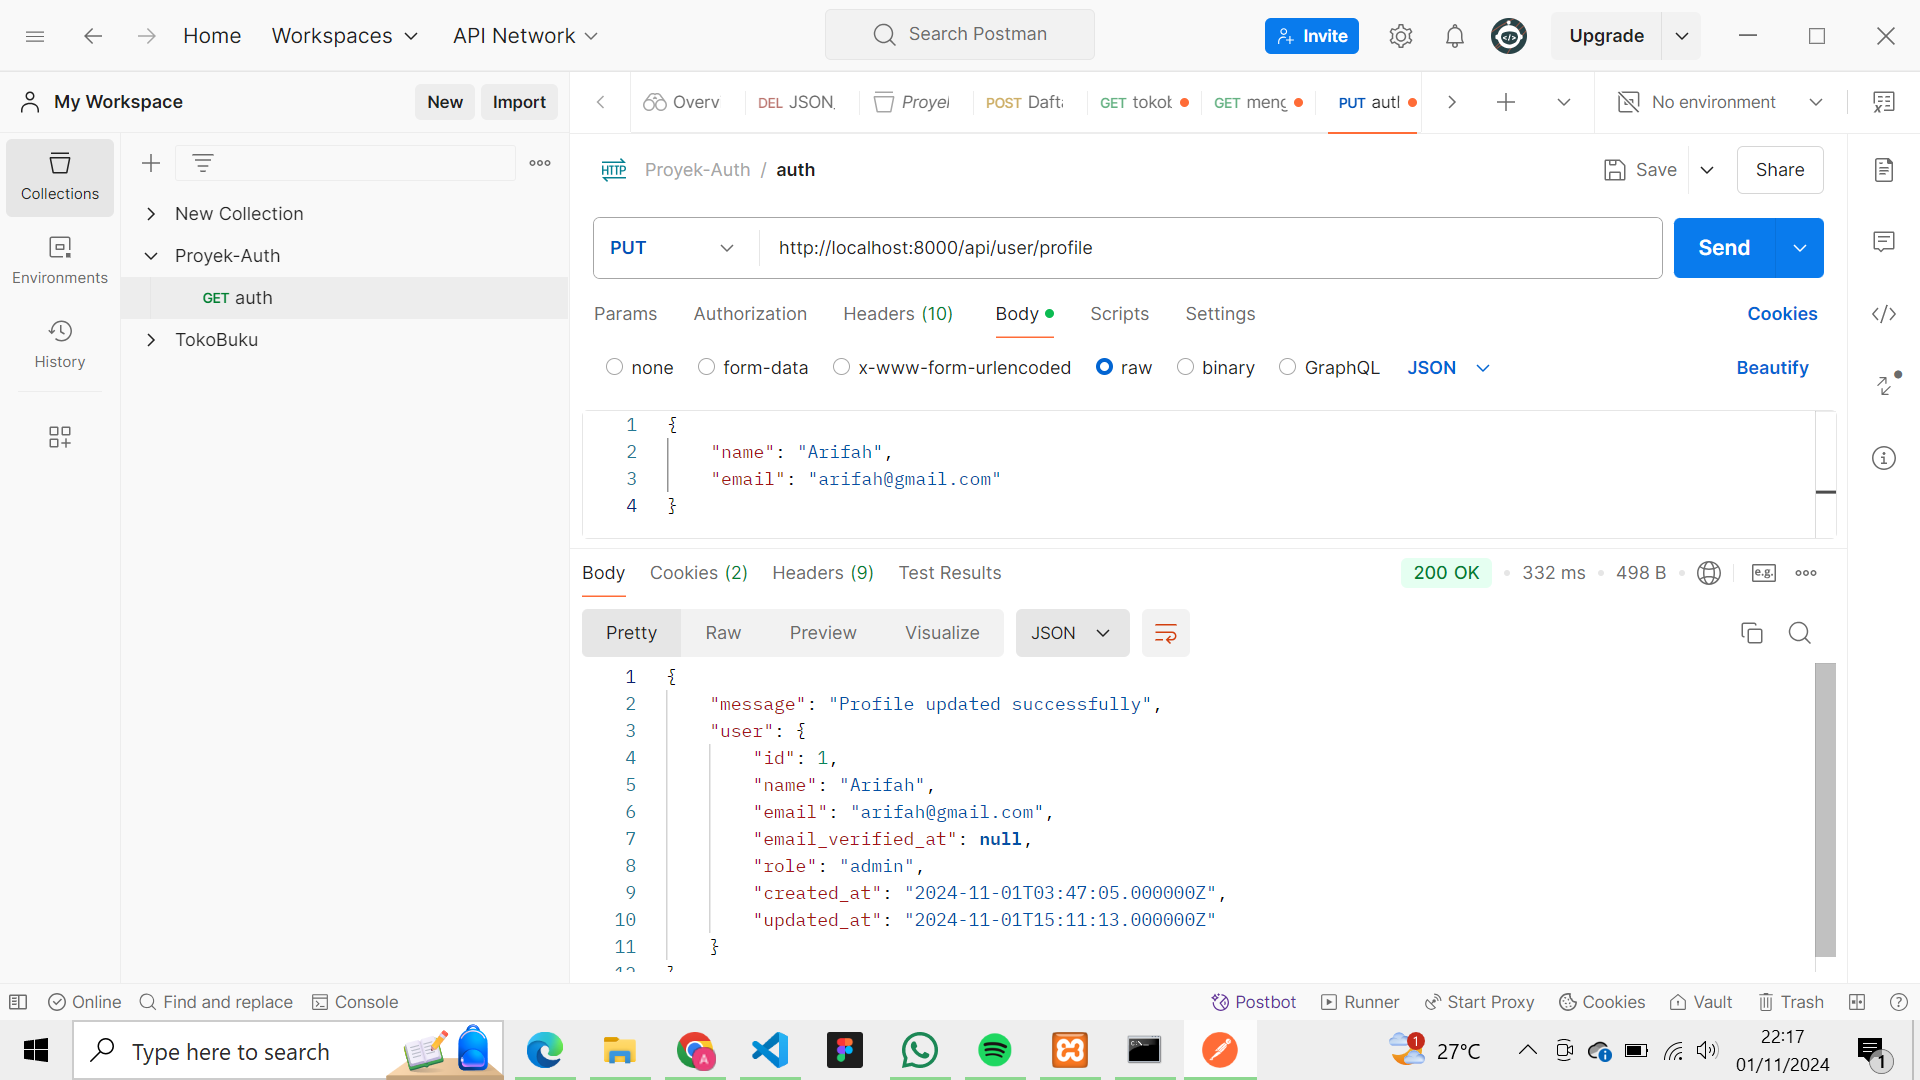 Home
Workspaces
API Network
Search Postman
Invite
Upgrade
My Workspace
New
Import
Overv
DEL JSON
Proyel
POST Dafta
GET tokol
GET meng
PUT autl
No environment
Collections
Environments
History
New Collection
Proyek-Auth
GET auth
TokoBuku
HTTP
Proyek-Auth / auth
Save
Share
PUT
http://localhost:8000/api/user/profile
Send
Params
Authorization
Headers (10)
Body
Scripts
Settings
Cookies
none
form-data
x-www-form-urlencoded
raw
binary
GraphQL
JSON
Beautify
1 {
2 "name": "Arifah",
3 "email": "arifah@gmail.com"
4 }
Body
Cookies (2)
Headers (9)
Test Results
200 OK
332 ms
498 B
e.g.
Pretty
Raw
Preview
Visualize
JSON
1 {
2 "message": "Profile updated successfully",
3 "user": {
4 "id": 1,
5 "name": "Arifah",
6 "email": "arifah@gmail.com",
7 "email_verified_at": null,
8 "role": "admin",
9 "created_at": "2024-11-01T03:47:05.000000Z",
10 "updated_at": "2024-11-01T15:11:13.000000Z"
11 }
Online
Find and replace
Console
Postbot
Runner
Start Proxy
Cookies
Vault
Trash
Type here to search
A
1
27°C
22:17
01/11/2024
1